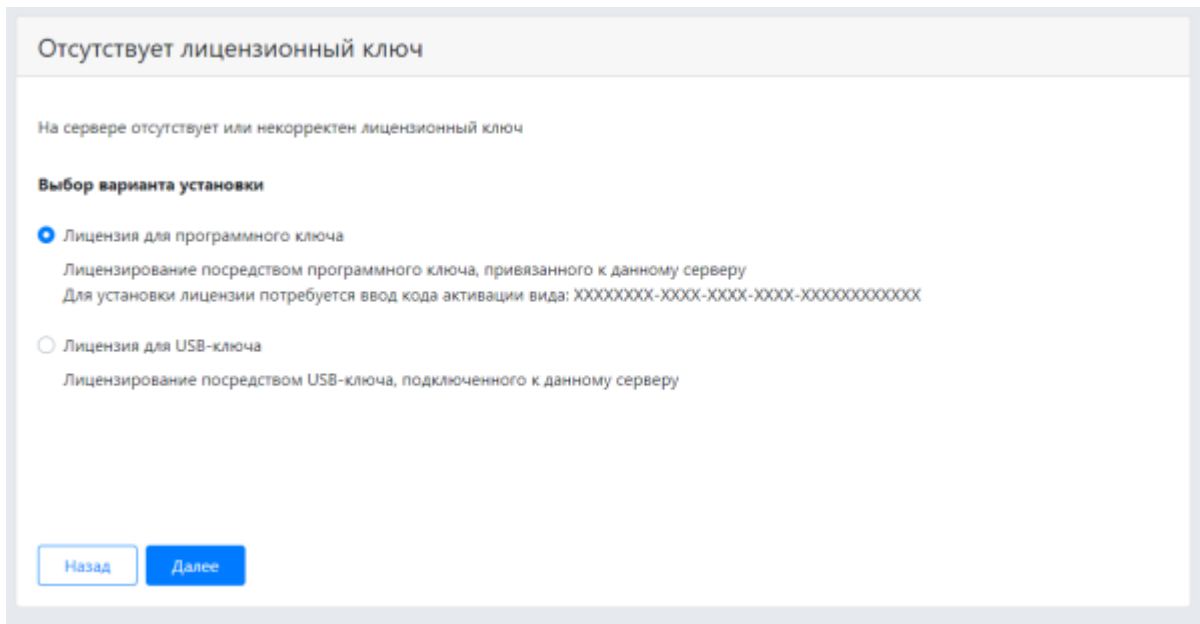 Отсутствует лицензионный ключ
На сервере отсутствует или некорректен лицензионный ключ
Выбор варианта установки
Лицензия для программного ключа
Лицензирование посредством программного ключа, привязанного к данному серверу
Для установки лицензии потребуется ввод кода активации вида: XXXXXXXX-XXXX-XXXX-XXXX-XXXXXXXXXXXX
Лицензия для USB-ключа
Лицензирование посредством USB-ключа, подключенного к данному серверу
Назад Далее